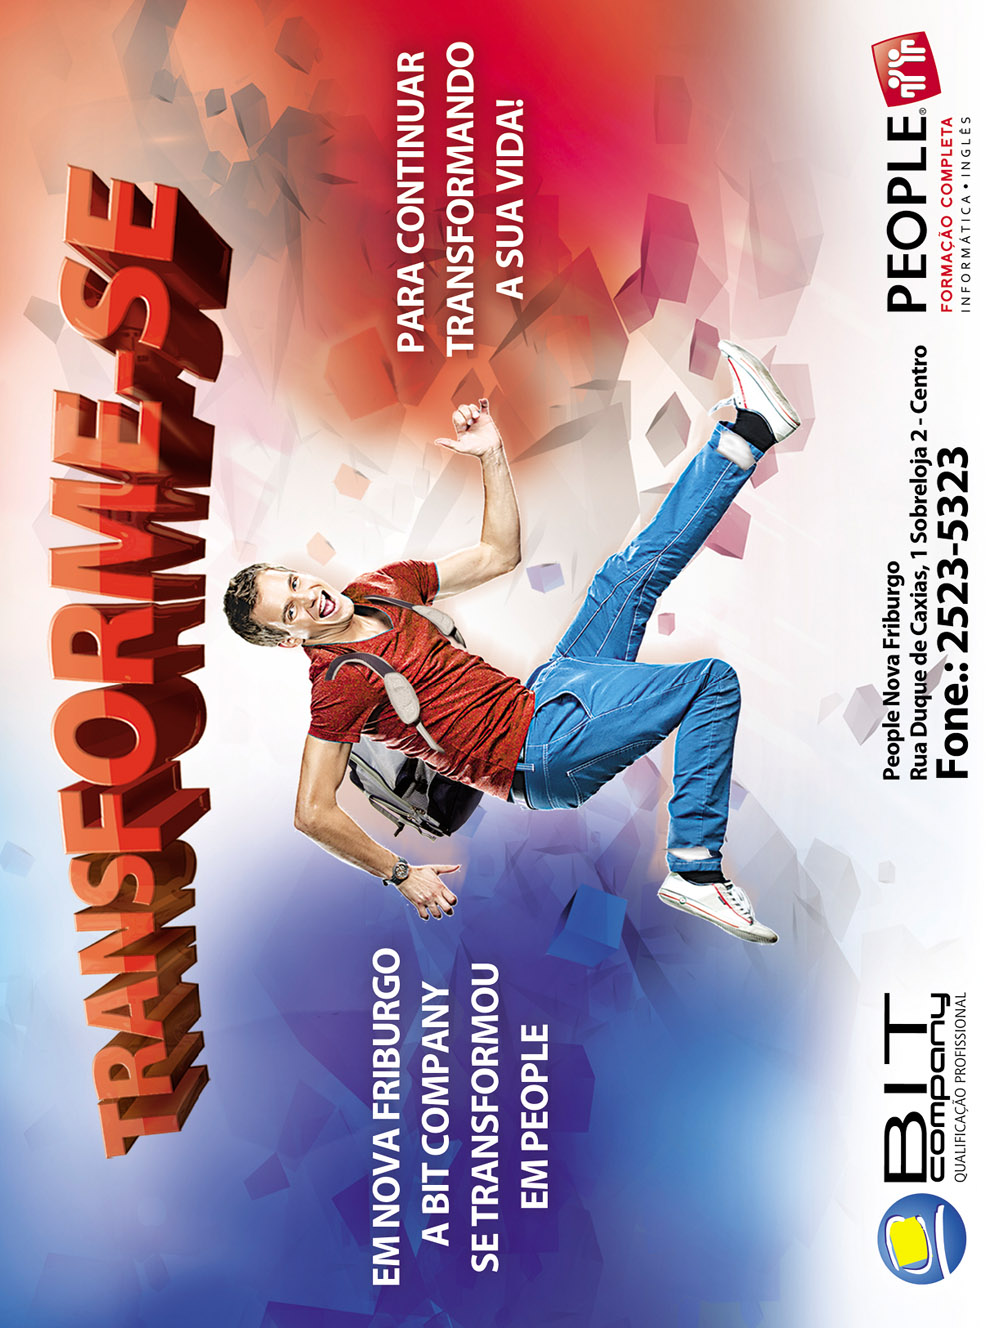 TRANSFORME-SE
EM NOVA FRIBURGO
A BIT COMPANY
SE TRANSFORMOU
EM PEOPLE
PARA CONTINUAR
TRANSFORMANDO
A SUA VIDA!
BIT
company
QUALIFICAÇÃO PROFISSIONAL
People Nova Friburgo
Rua Duque de Caxias, 1 Sobreloja 2 - Centro
Fone.: 2523-5323
PEOPLE®
FORMAÇÃO COMPLETA
INFORMÁTICA • INGLÊS